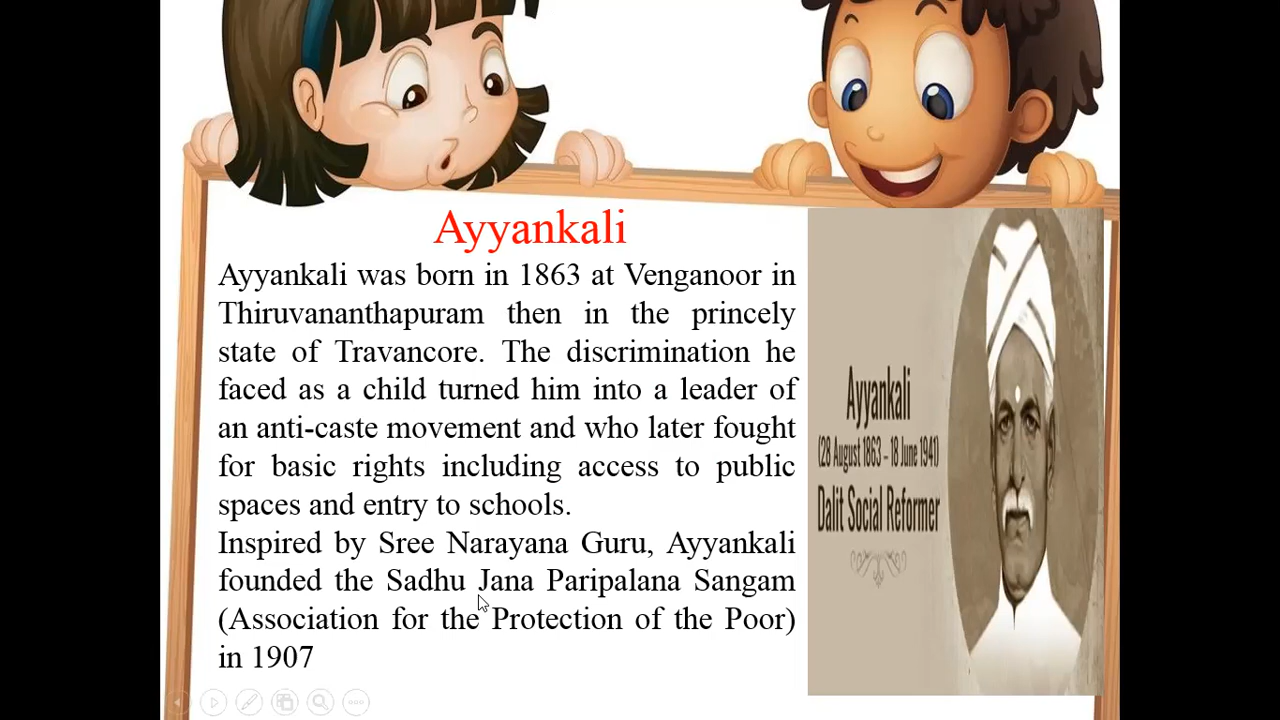 Ayyankali
Ayyankali was born in 1863 at Venganoor in
Thiruvananthapuram then in the princely
state of Travancore. The discrimination he
faced as a child turned him into a leader of
an anti-caste movement and who later fought
for basic rights including access to public
spaces and entry to schools.
Inspired by Sree Narayana Guru, Ayyankali
founded the Sadhu Jana Paripalana Sangam
(Association for the Protection of the Poor)
in 1907
Ayyankali
(28 August 1863 – 18 June 1941)
Dalit Social Reformer